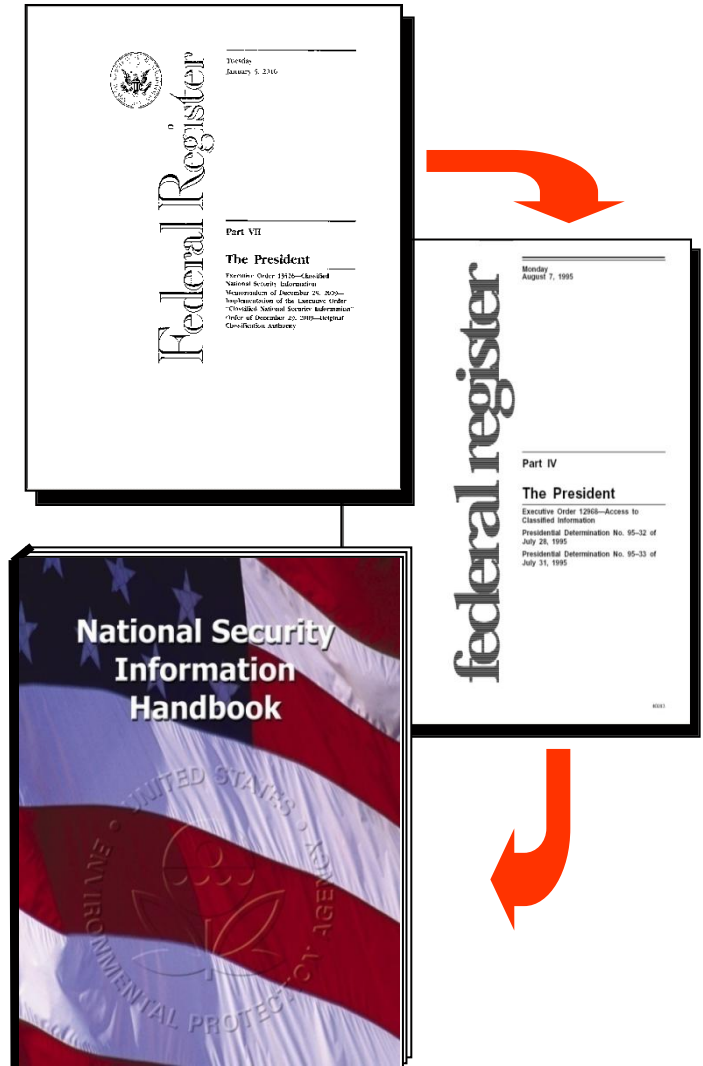 Federal Register
Tuesday
January 5, 2010
Part VII
The President
Executive Order 13526—Classified
National Security Information
Memorandum of December 29, 2009—
Implementation of the Executive Order
"Classified National Security Information"
Order of December 29, 2009—Original
Classification Authority
federal register
Monday
August 7, 1995
Part IV
The President
Executive Order 12968—Access to
Classified Information
Presidential Determination No. 95–32 of
July 28, 1995
Presidential Determination No. 95–33 of
July 31, 1995
National Security
Information
Handbook
UNITED STATES
ENVIRONMENTAL PROTECTION AGENCY